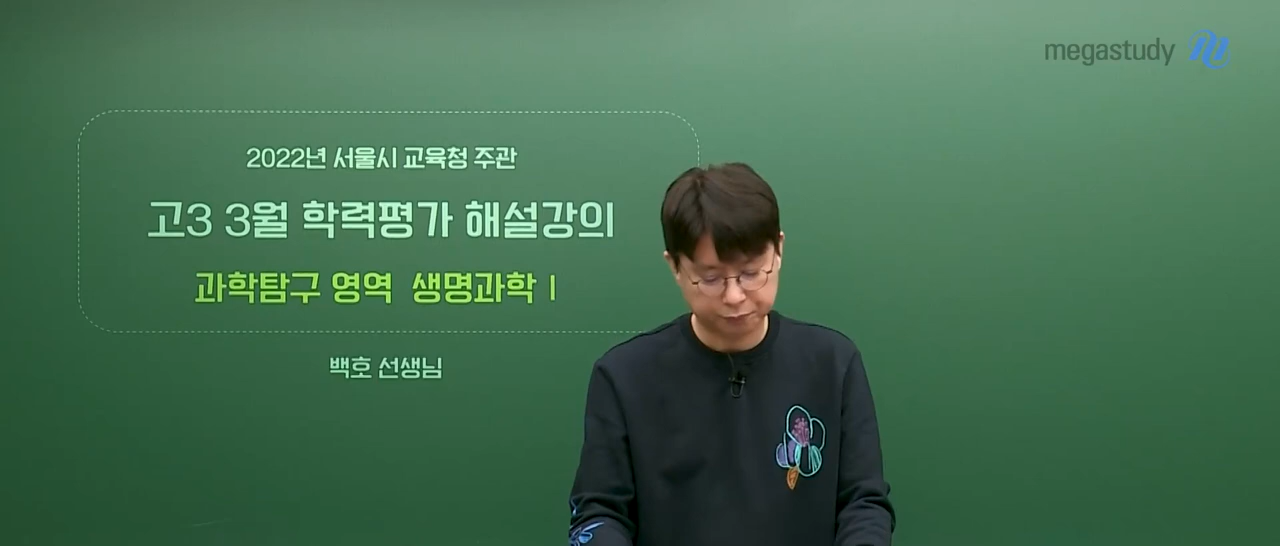 megastudy
2022년 서울시 교육청 주관
고3 3월 학력평가 해설강의
과학탐구 영역 생명과학 I
백호 선생님